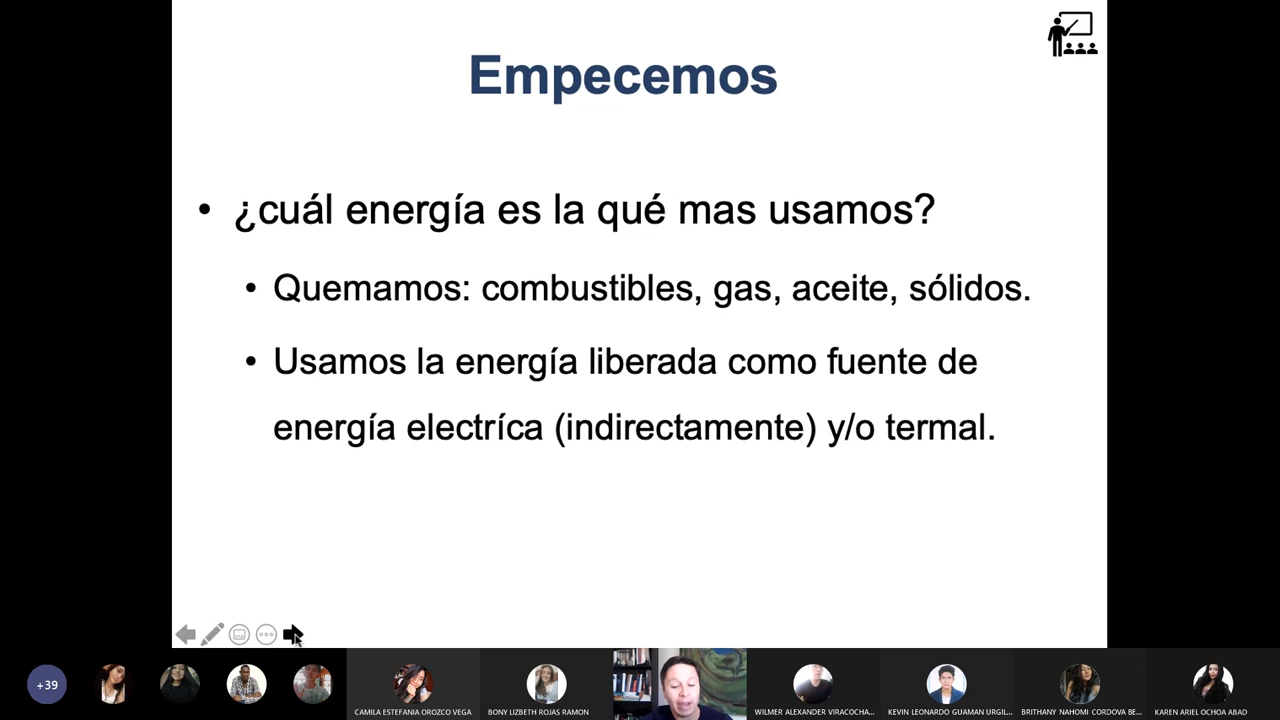 Empecemos
• ¿cuál energía es la qué mas usamos?
• Quemamos: combustibles, gas, aceite, sólidos.
• Usamos la energía liberada como fuente de
energía electríca (indirectamente) y/o termal.
+39
CAMILA ESTEFANIA OROZCO VEGA
BONY LIZBETH ROJAS RAMON
WILMER ALEXANDER VIRACOCHA...
KEVIN LEONARDO GUAMAN URGIL...
BRITHANY NAHOMI CORDOVA BE...
KAREN ARIEL OCHOA ABAD